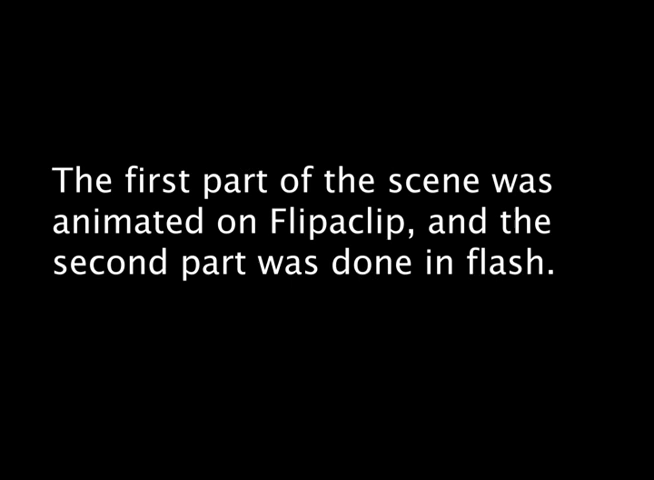 The first part of the scene was
animated on Flipaclip, and the
second part was done in flash.